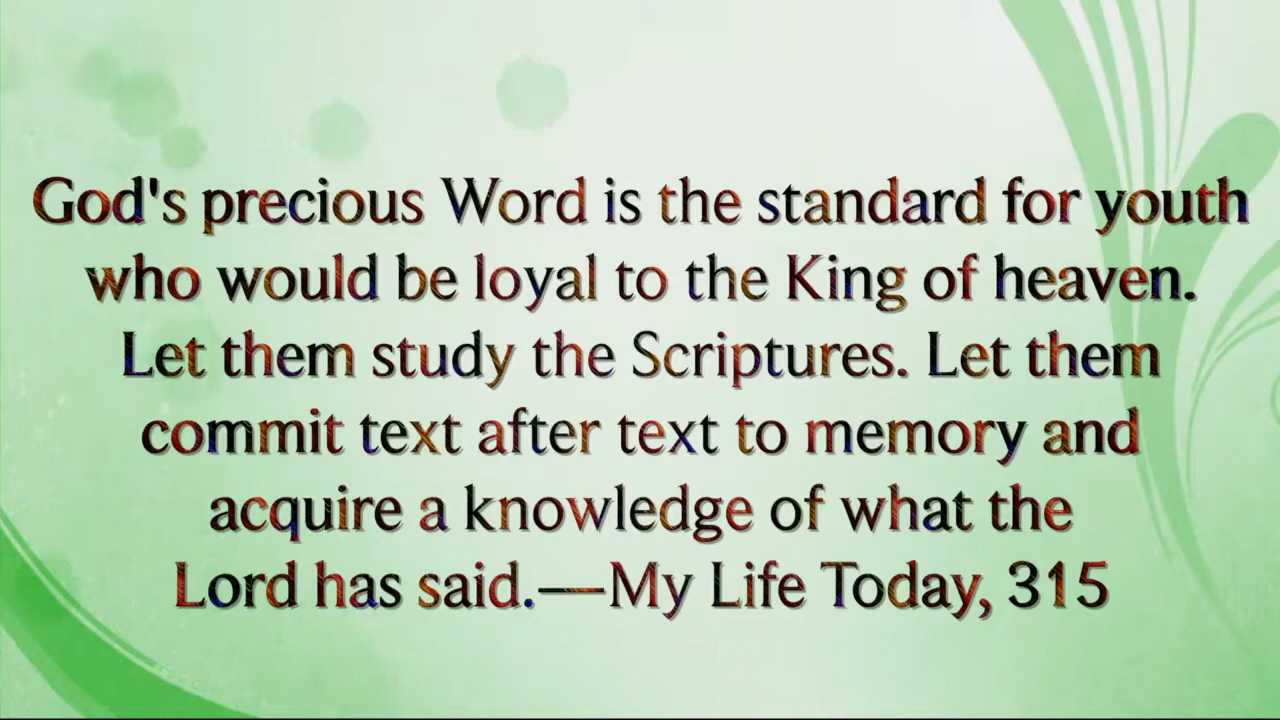 God's precious Word is the standard for youth
who would be loyal to the King of heaven.
Let them study the Scriptures. Let them
commit text after text to memory and
acquire a knowledge of what the
Lord has said.—My Life Today, 315